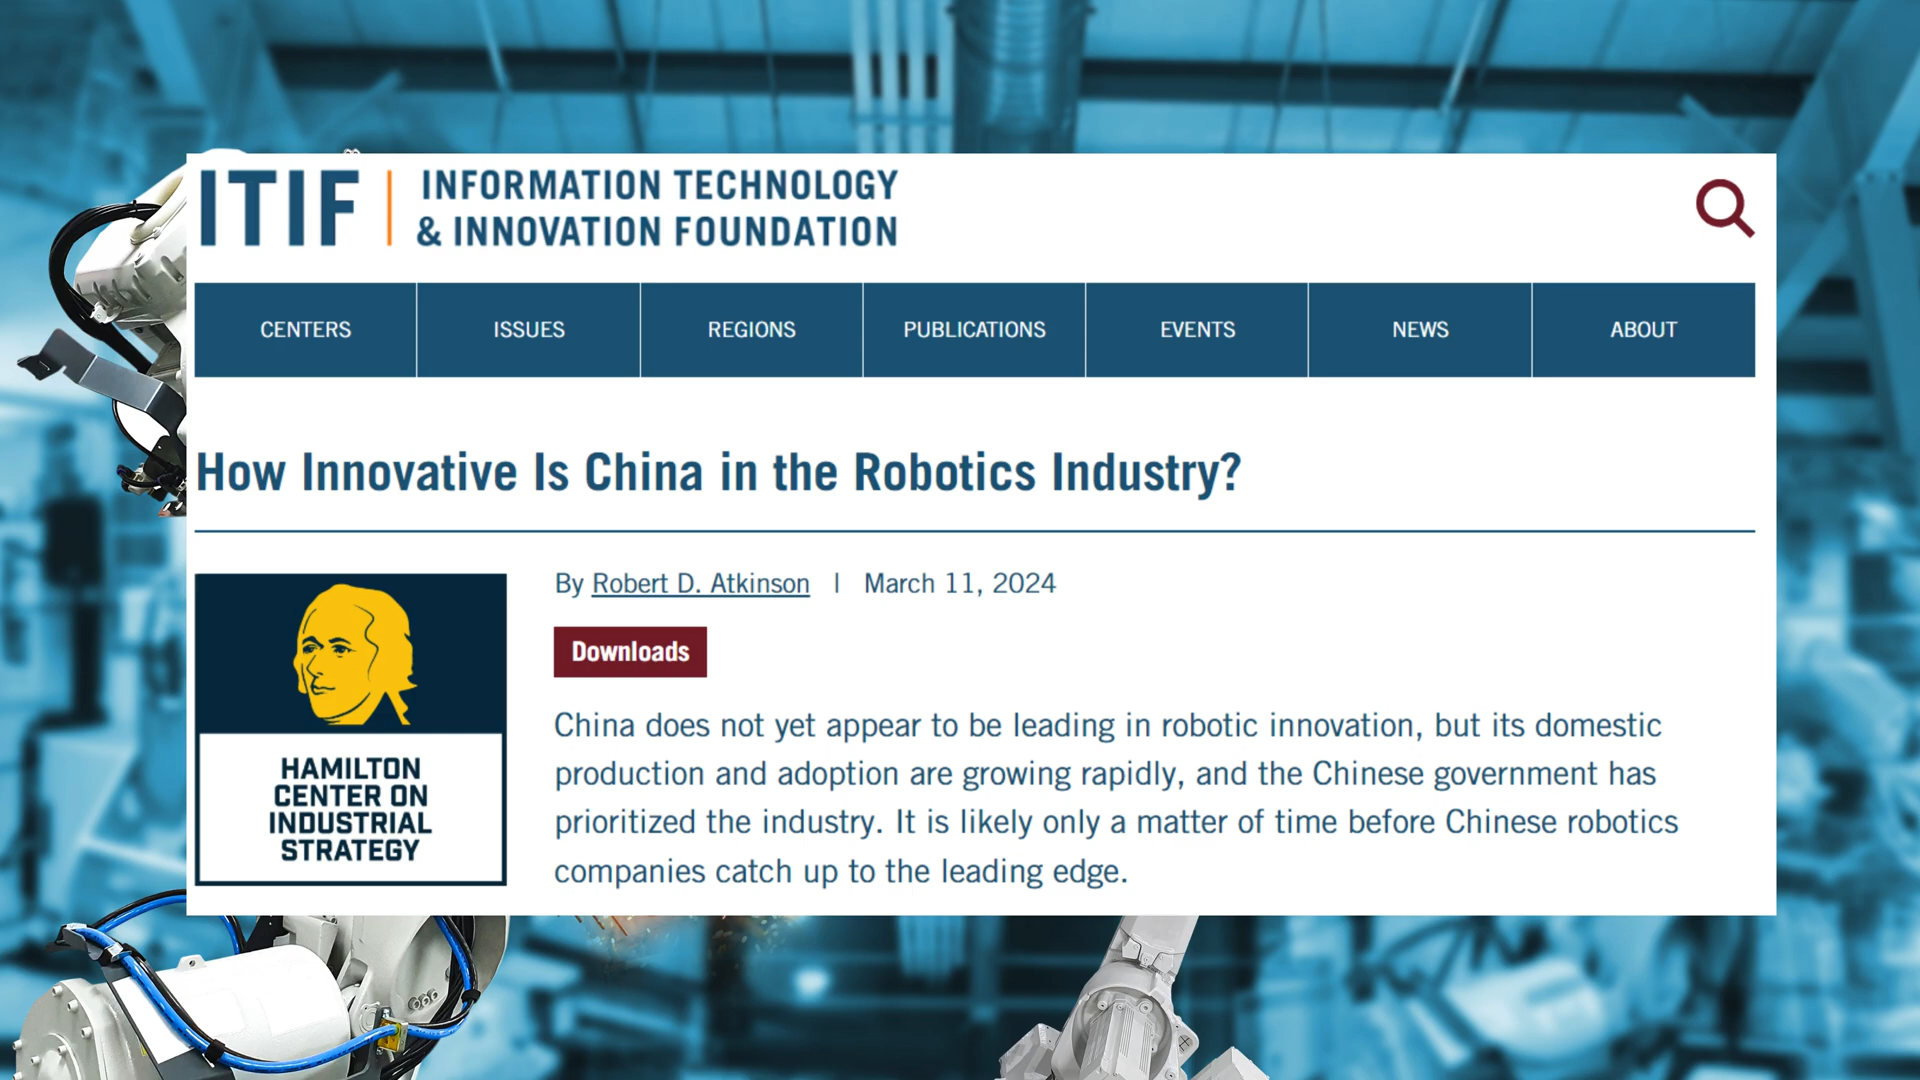 ITIF
INFORMATION TECHNOLOGY
& INNOVATION FOUNDATION
CENTERS
ISSUES
REGIONS
PUBLICATIONS
EVENTS
NEWS
ABOUT
How Innovative Is China in the Robotics Industry?
By Robert D. Atkinson | March 11, 2024
Downloads
China does not yet appear to be leading in robotic innovation, but its domestic
production and adoption are growing rapidly, and the Chinese government has
prioritized the industry. It is likely only a matter of time before Chinese robotics
companies catch up to the leading edge.
HAMILTON
CENTER ON
INDUSTRIAL
STRATEGY